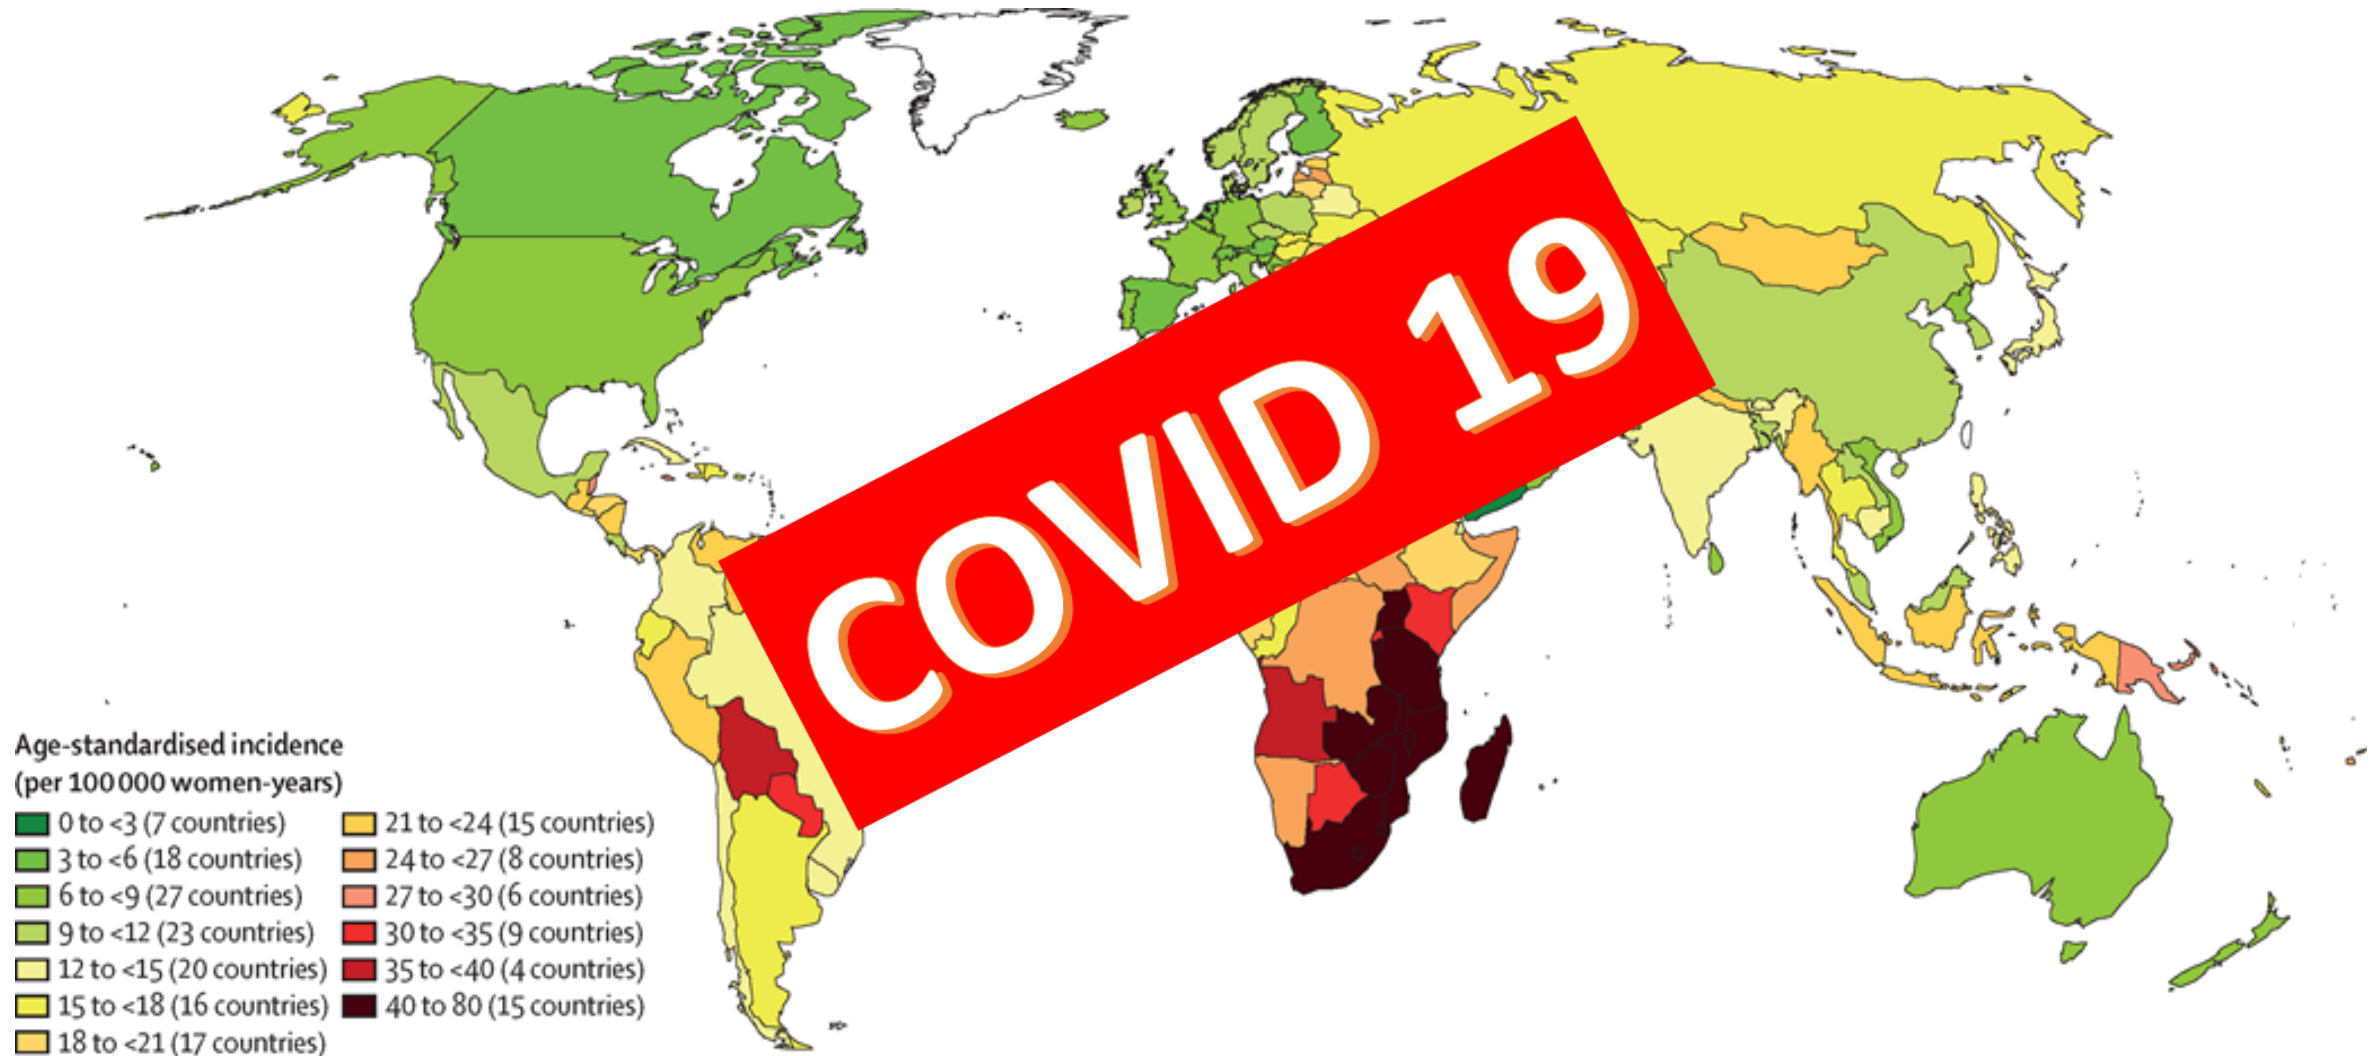 COVID 19
Age-standardised incidence
(per 100 000 women-years)
0 to <3 (7 countries)
3 to <6 (18 countries)
6 to <9 (27 countries)
9 to <12 (23 countries)
12 to <15 (20 countries)
15 to <18 (16 countries)
18 to <21 (17 countries)
21 to <24 (15 countries)
24 to <27 (8 countries)
27 to <30 (6 countries)
30 to <35 (9 countries)
35 to <40 (4 countries)
40 to 80 (15 countries)